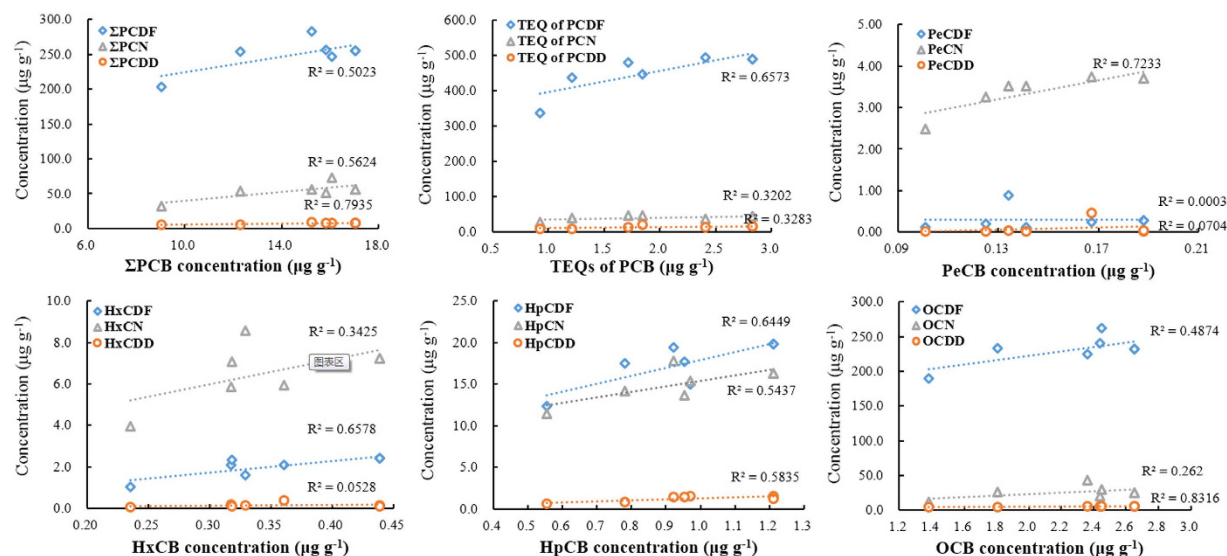 Concentration (μg g⁻¹)
300.0
250.0
200.0
150.0
100.0
50.0
0.0
ΣPCDF
ΣPCN
ΣPCDD
R² = 0.5023
R² = 0.5624
R² = 0.7935
6.0 10.0 14.0 18.0
ΣPCB concentration (μg g⁻¹)
Concentration (μg g⁻¹)
600.0
500.0
400.0
300.0
200.0
100.0
0.0
TEQ of PCDF
TEQ of PCN
TEQ of PCDD
R² = 0.6573
R² = 0.3202
R² = 0.3283
0.5 1.0 1.5 2.0 2.5 3.0
TEQs of PCB (μg g⁻¹)
Concentration (μg g⁻¹)
5.00
4.00
3.00
2.00
1.00
0.00
PeCDF
PeCN
PeCDD
R² = 0.7233
R² = 0.0003
R² = 0.0704
0.09 0.13 0.17 0.21
PeCB concentration (μg g⁻¹)
Concentration (μg g⁻¹)
10.0
8.0
6.0
4.0
2.0
0.0
HxCDF
HxCN
HxCDD
R² = 0.3425
图表区
R² = 0.6578
R² = 0.0528
0.20 0.25 0.30 0.35 0.40 0.45
HxCB concentration (μg g⁻¹)
Concentration (μg g⁻¹)
25.0
20.0
15.0
10.0
5.0
0.0
HpCDF
HpCN
HpCDD
R² = 0.6449
R² = 0.5437
R² = 0.5835
0.4 0.5 0.6 0.7 0.8 0.9 1.0 1.1 1.2 1.3
HpCB concentration (μg g⁻¹)
Concentration (μg g⁻¹)
300.0
250.0
200.0
150.0
100.0
50.0
0.0
OCDF
OCN
OCDD
R² = 0.4874
R² = 0.262
R² = 0.8316
1.2 1.4 1.6 1.8 2.0 2.2 2.4 2.6 2.8 3.0
OCB concentration (μg g⁻¹)